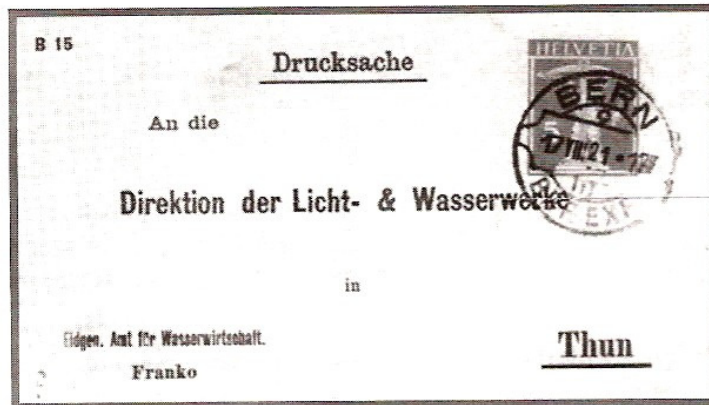 B 15
Drucksache
HELVETIA
BERN
An die
Direktion der Licht- & Wasserwerke
in
Eidgen. Amt für Wasserwirtschaft.
Thun
Franko